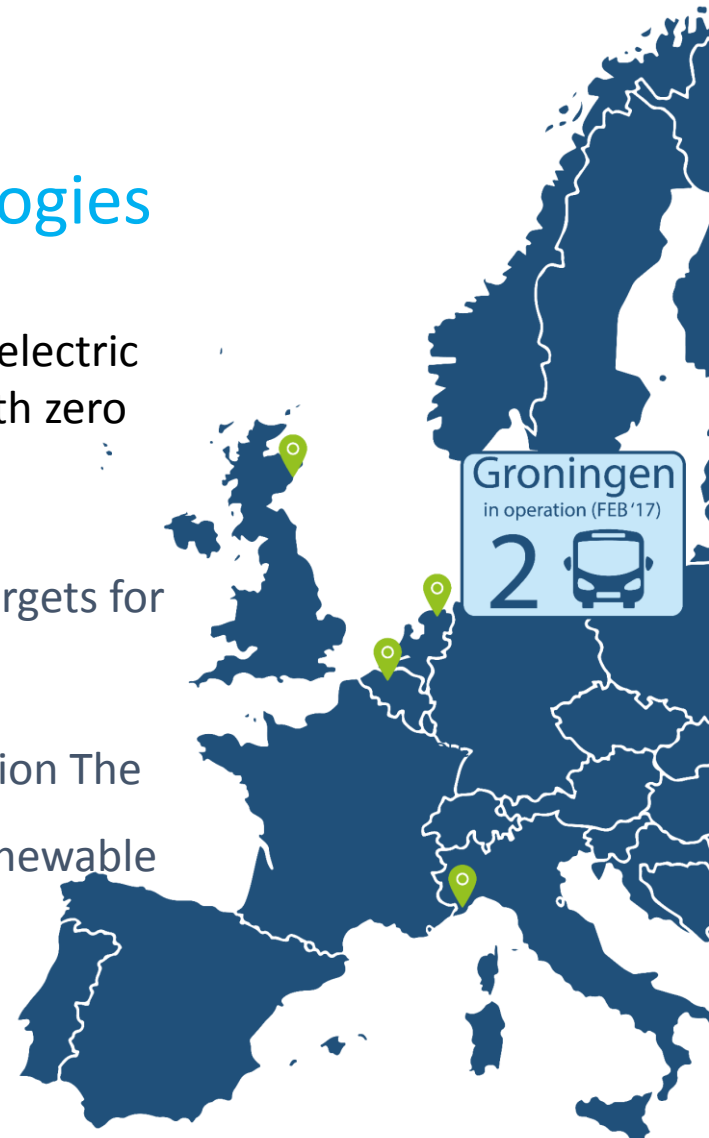 ogies
electric
th zero
Groningen
in operation (FEB‘17)
2
rgets for
ion The
newable